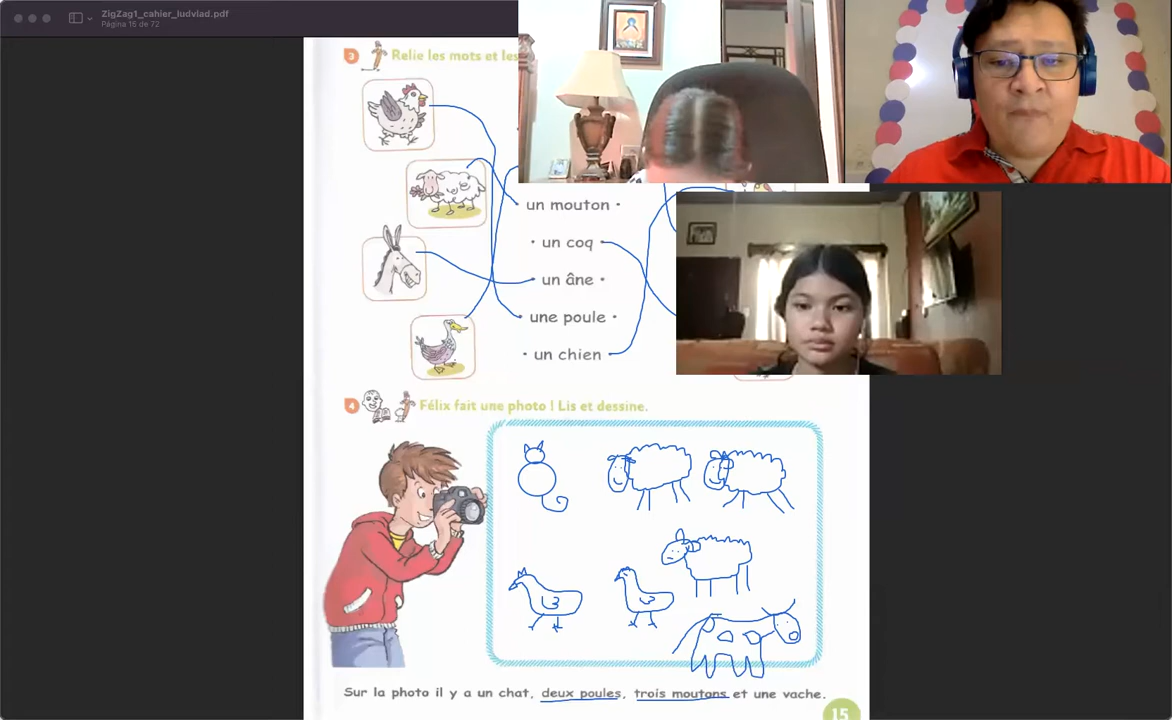 ZigZag1_cahier_ludvlad.pdf
Página 15 de 72
3 Relie les mots et les
un mouton •
• un coq •
• un âne •
une poule •
• un chien
4 Félix fait une photo ! Lis et dessine.
Sur la photo il y a un chat, deux poules, trois moutons et une vache.
15